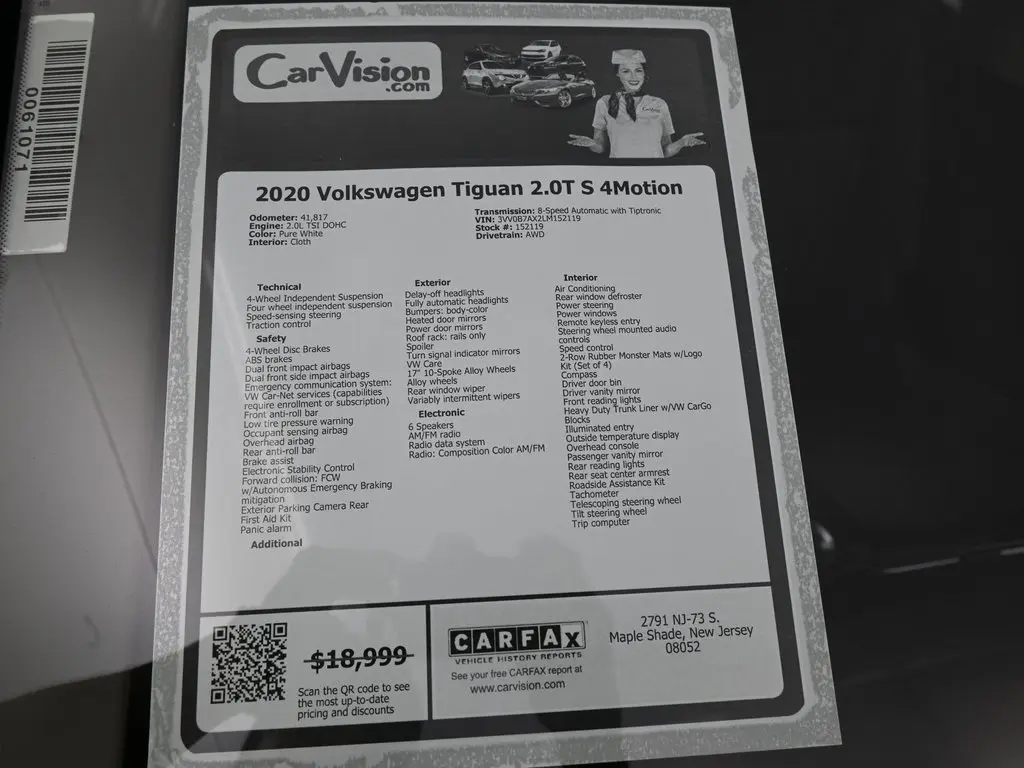 0061071
CarVision
.com
2020 Volkswagen Tiguan 2.0T S 4Motion
Odometer: 41,817
Engine: 2.0L TSI DOHC
Color: Pure White
Interior: Cloth
Transmission: 8-Speed Automatic with Tiptronic
VIN: 3VV0B7AX2LM152119
Stock #: 152119
Drivetrain: AWD
Technical
4-Wheel Independent Suspension
Four wheel independent suspension
Speed-sensing steering
Traction control
Safety
4-Wheel Disc Brakes
ABS brakes
Dual front impact airbags
Dual front side impact airbags
Emergency communication system:
VW Car-Net services (capabilities
require enrollment or subscription)
Front anti-roll bar
Low tire pressure warning
Occupant sensing airbag
Overhead airbag
Rear anti-roll bar
Brake assist
Electronic Stability Control
Forward collision: FCW
w/Autonomous Emergency Braking
mitigation
Exterior Parking Camera Rear
First Aid Kit
Panic alarm
Additional
Exterior
Delay-off headlights
Fully automatic headlights
Bumpers: body-color
Heated door mirrors
Power door mirrors
Roof rack: rails only
Spoiler
Turn signal indicator mirrors
VW Care
17" 10-Spoke Alloy Wheels
Alloy wheels
Rear window wiper
Variably intermittent wipers
Electronic
6 Speakers
AM/FM radio
Radio data system
Radio: Composition Color AM/FM
Interior
Air Conditioning
Rear window defroster
Power steering
Power windows
Remote keyless entry
Steering wheel mounted audio
controls
Speed control
2-Row Rubber Monster Mats w/Logo
Kit (Set of 4)
Compass
Driver door bin
Driver vanity mirror
Front reading lights
Heavy Duty Trunk Liner w/VW CarGo
Blocks
Illuminated entry
Outside temperature display
Overhead console
Passenger vanity mirror
Rear reading lights
Rear seat center armrest
Roadside Assistance Kit
Tachometer
Telescoping steering wheel
Tilt steering wheel
Trip computer
$18,999
Scan the QR code to see
the most up-to-date
pricing and discounts
CARFAX
VEHICLE HISTORY REPORTS
See your free CARFAX report at
www.carvision.com
2791 NJ-73 S.
Maple Shade, New Jersey
08052